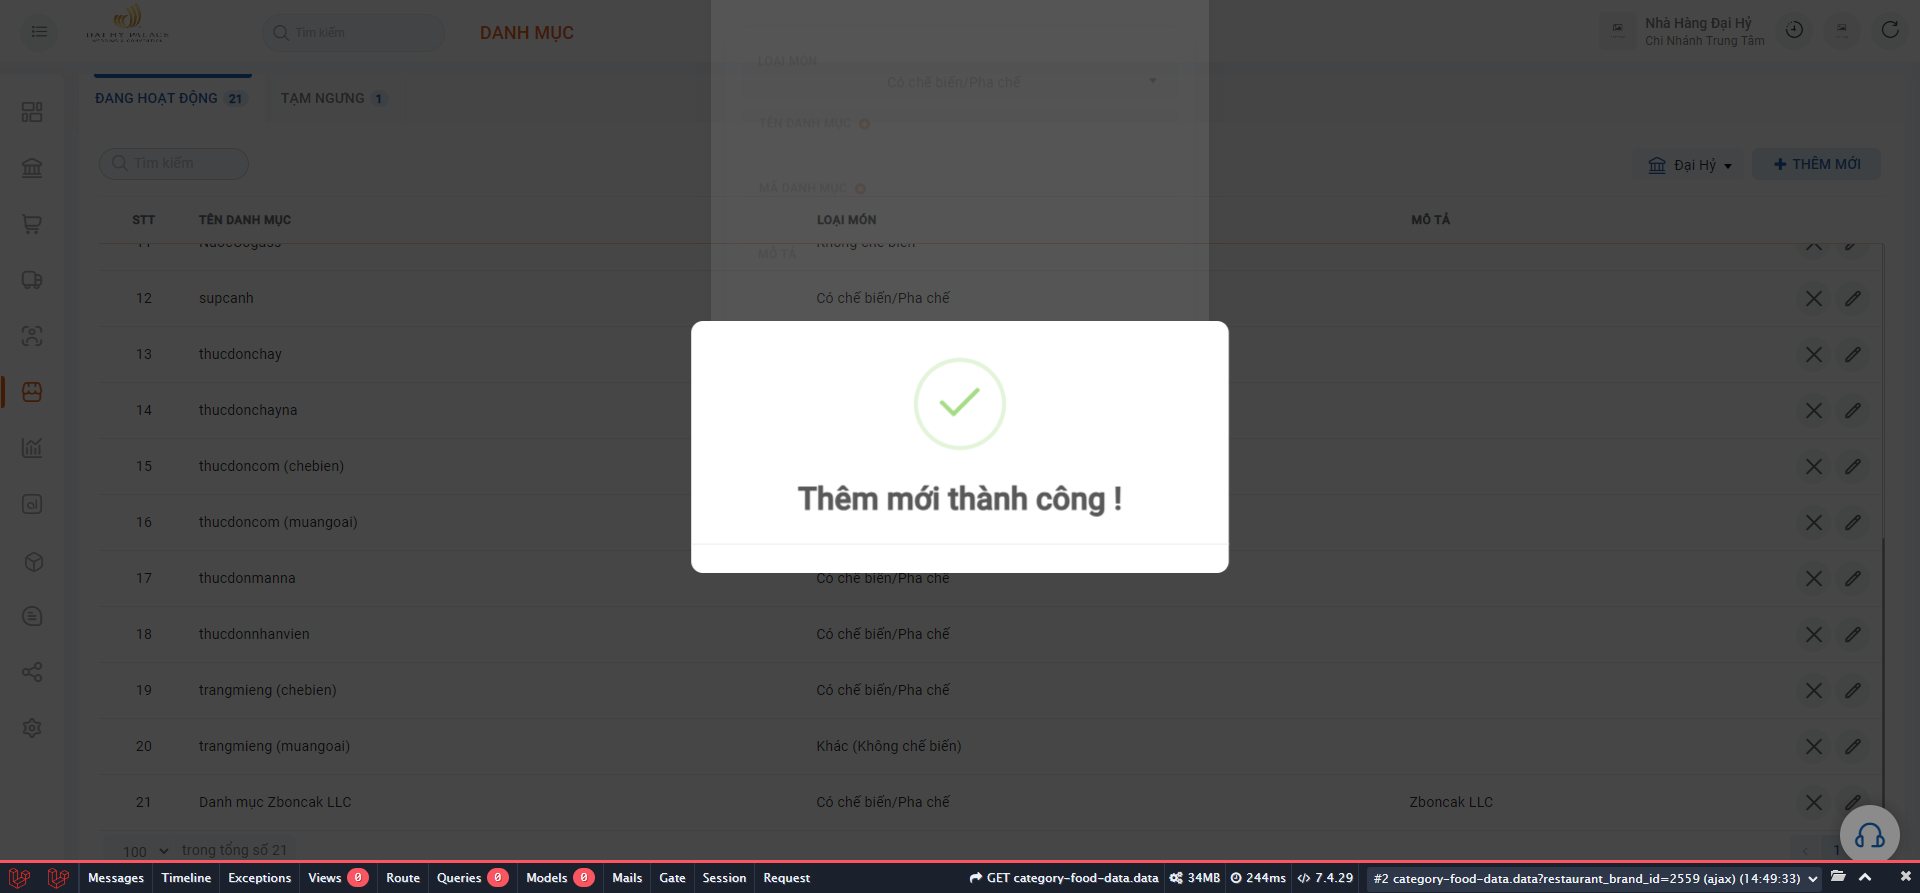 DAI HY PALACE
Tìm kiếm
DANH MỤC
Nhà Hàng Đại Hỷ
Chi Nhánh Trung Tâm
LOẠI MÓN
Có chế biến/Pha chế
ĐANG HOẠT ĐỘNG 21
TẠM NGƯNG 1
TÊN DANH MỤC
Tìm kiếm
Đại Hỷ
THÊM MỚI
MÃ DANH MỤC
STT TÊN DANH MỤC LOẠI MÓN MÔ TẢ
MÔ TẢ
12 supcanh Có chế biến/Pha chế
13 thucdonchay
14 thucdonchayna
15 thucdoncom (chebien)
16 thucdoncom (muangoai)
Thêm mới thành công !
17 thucdonmanna Có chế biến/Pha chế
18 thucdonnhanvien Có chế biến/Pha chế
19 trangmieng (chebien) Có chế biến/Pha chế
20 trangmieng (muangoai) Khác (Không chế biến)
21 Danh mục Zboncak LLC Có chế biến/Pha chế Zboncak LLC
100 trong tổng số 21
1
Messages Timeline Exceptions Views 0 Route Queries 0 Models 0 Mails Gate Session Request GET category-food-data.data 34MB 244ms 7.4.29 #2 category-food-data.data?restaurant_brand_id=2559 (ajax) (14:49:33)